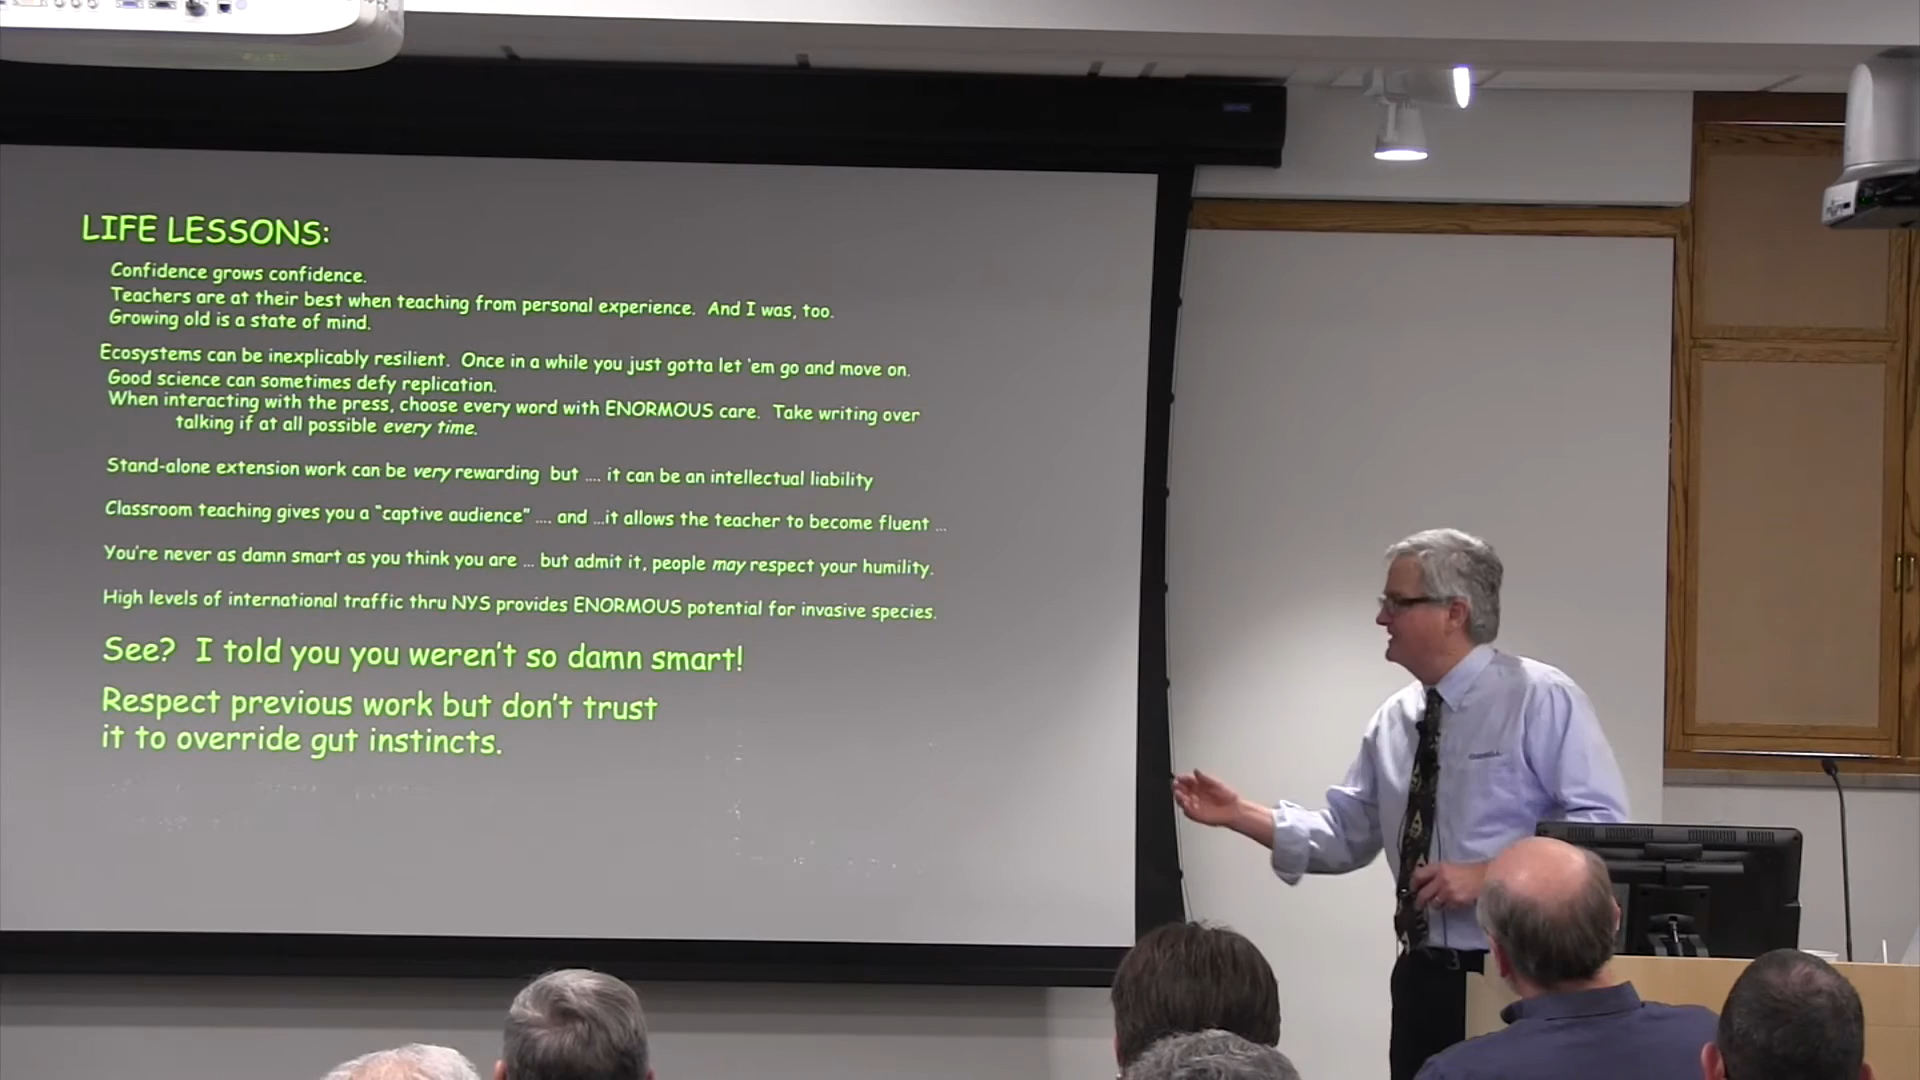 LIFE LESSONS:
Confidence grows confidence.
Teachers are at their best when teaching from personal experience.  And I was, too.
Growing old is a state of mind.
Ecosystems can be inexplicably resilient.  Once in a while you just gotta let ‘em go and move on.
Good science can sometimes defy replication.
When interacting with the press, choose every word with ENORMOUS care.  Take writing over
talking if at all possible every time.
Stand-alone extension work can be very rewarding  but .... it can be an intellectual liability
Classroom teaching gives you a “captive audience” .... and ...it allows the teacher to become fluent ...
You’re never as damn smart as you think you are ... but admit it, people may respect your humility.
High levels of international traffic thru NYS provides ENORMOUS potential for invasive species.
See?  I told you you weren’t so damn smart!
Respect previous work but don’t trust
it to override gut instincts.